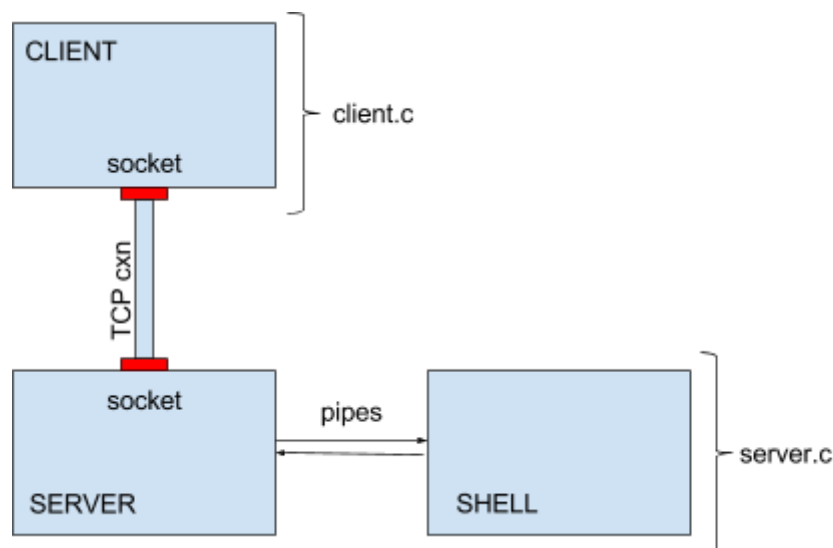 CLIENT
client.c
socket
TCP cxn
socket
pipes
server.c
SERVER
SHELL